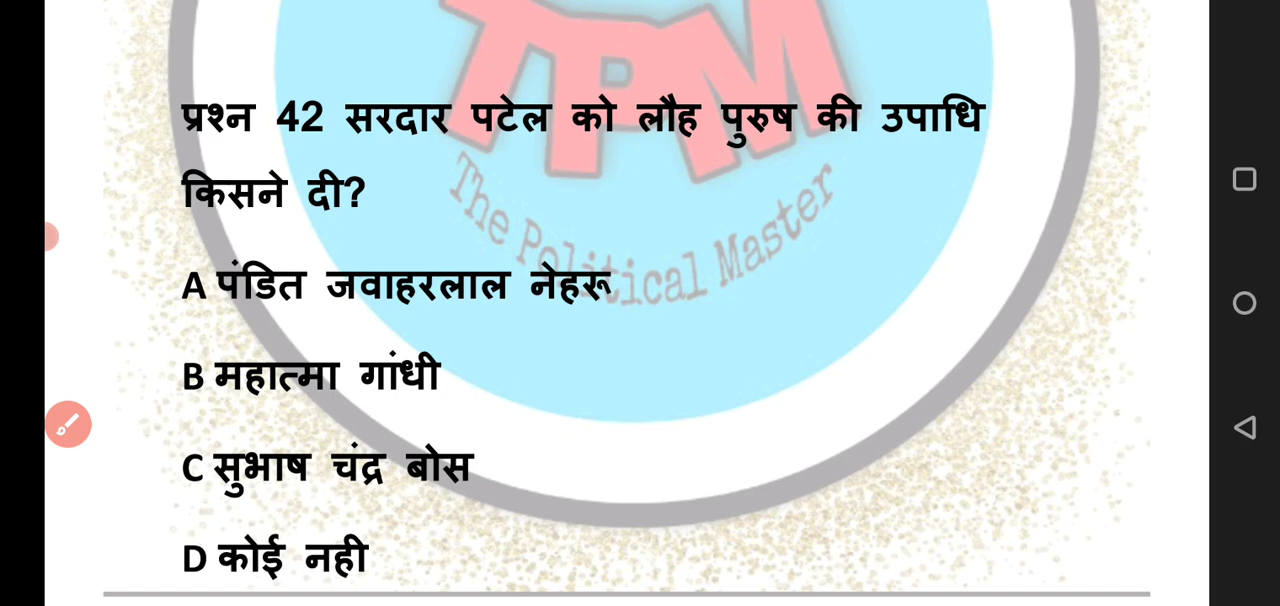 TPM
The Political Master
प्रश्न 42 सरदार पटेल को लौह पुरुष की उपाधि
किसने दी?
A पंडित जवाहरलाल नेहरू
B महात्मा गांधी
C सुभाष चंद्र बोस
D कोई नही